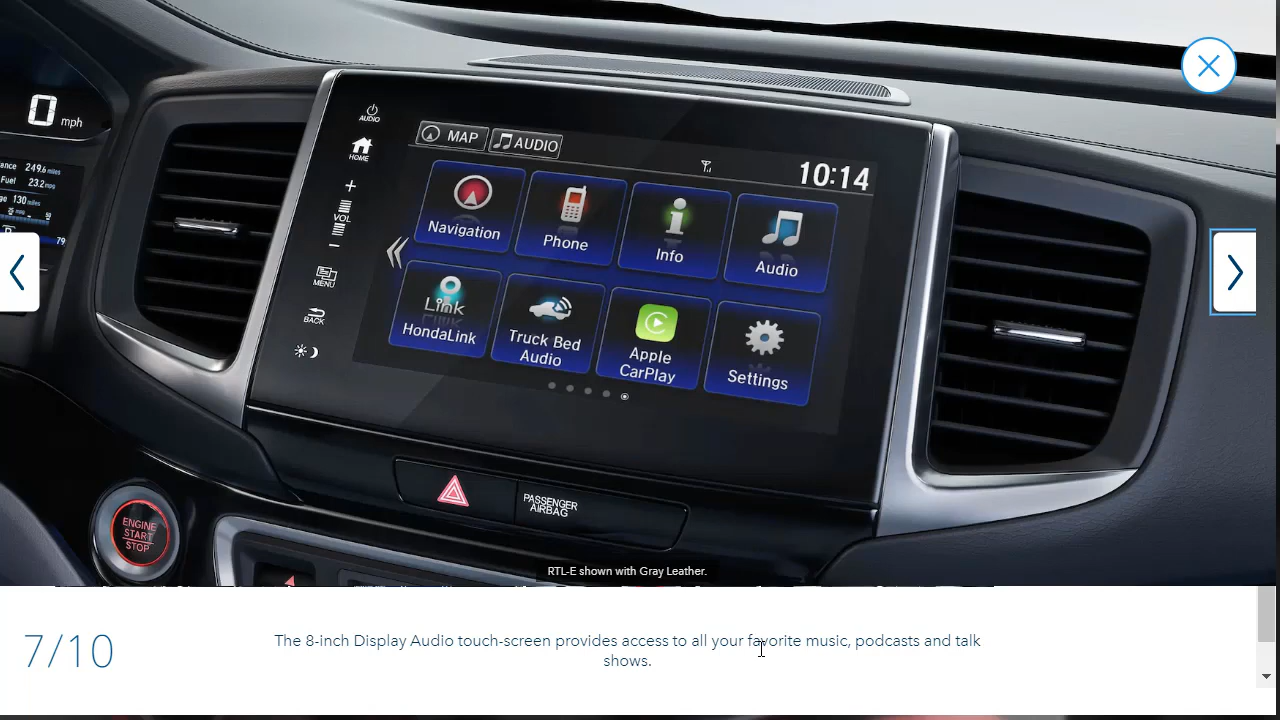 0 mph
249.6 miles
Fuel 23.2 mpg
130 miles
79
AUDIO
HOME
+
VOL
-
MENU
BACK
MAP
AUDIO
10:14
Navigation
Phone
Info
Audio
Link
HondaLink
Truck Bed
Audio
Apple
CarPlay
Settings
PASSENGER
AIRBAG
ENGINE
START
STOP
RTL-E shown with Gray Leather.
7/10
The 8-inch Display Audio touch-screen provides access to all your favorite music, podcasts and talk
shows.